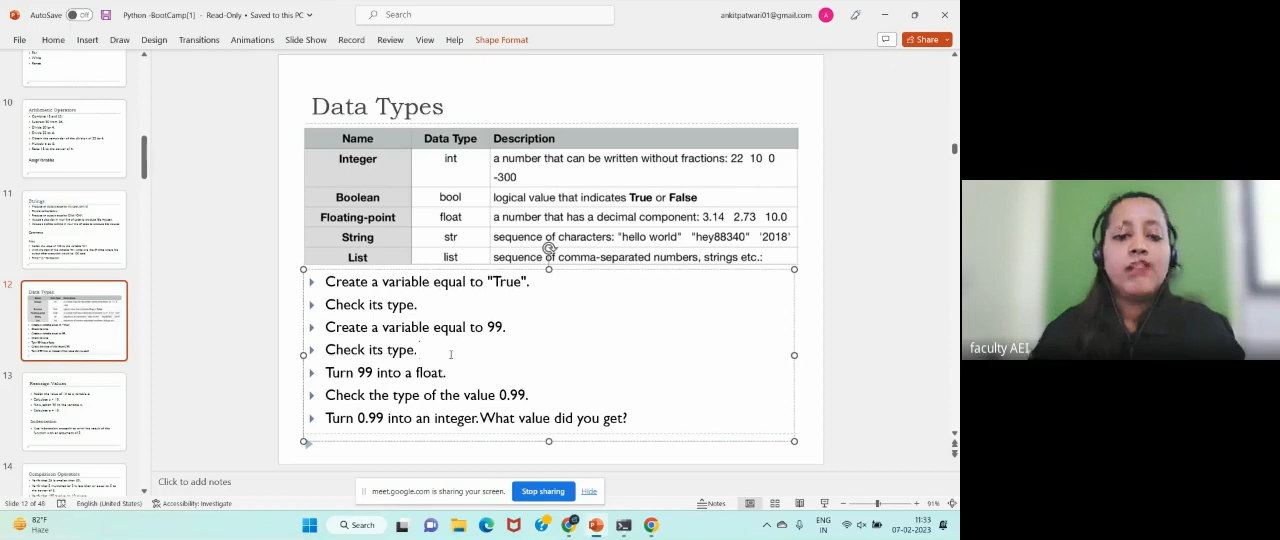 AutoSave Off Python -BootCamp[1] - Read-Only • Saved to this PC Search ankitpatwari01@gmail.com A
File Home Insert Draw Design Transitions Animations Slide Show Record Review View Help Shape Format Share
10
Arithmetic Operators
11
Strings
12
Data Types
13
Reassign Values
14
Comparison Operators
Data Types
Name Data Type Description
Integer int a number that can be written without fractions: 22 10 0
-300
Boolean bool logical value that indicates True or False
Floating-point float number that has a decimal component: 3.14 2.73 10.0
String sequence of characters: "hello world" "hey88340" '2018'
List list sequence of comma-separated numbers, strings etc.:
Create a variable equal to "True".
Check its type.
Create a variable equal to 99.
Check its type.
Turn 99 into a float.
Check the type of the value 0.99.
Turn 0.99 into an integer.What value did you get?
Click to add notes
meet.google.com is sharing your screen. Stop sharing Hide
Slide 12 of 48 English (United States) Accessibility: Investigate Notes 91%
82°F
Haze
Search
ENG
IN
11:33
07-02-2023
faculty AEI